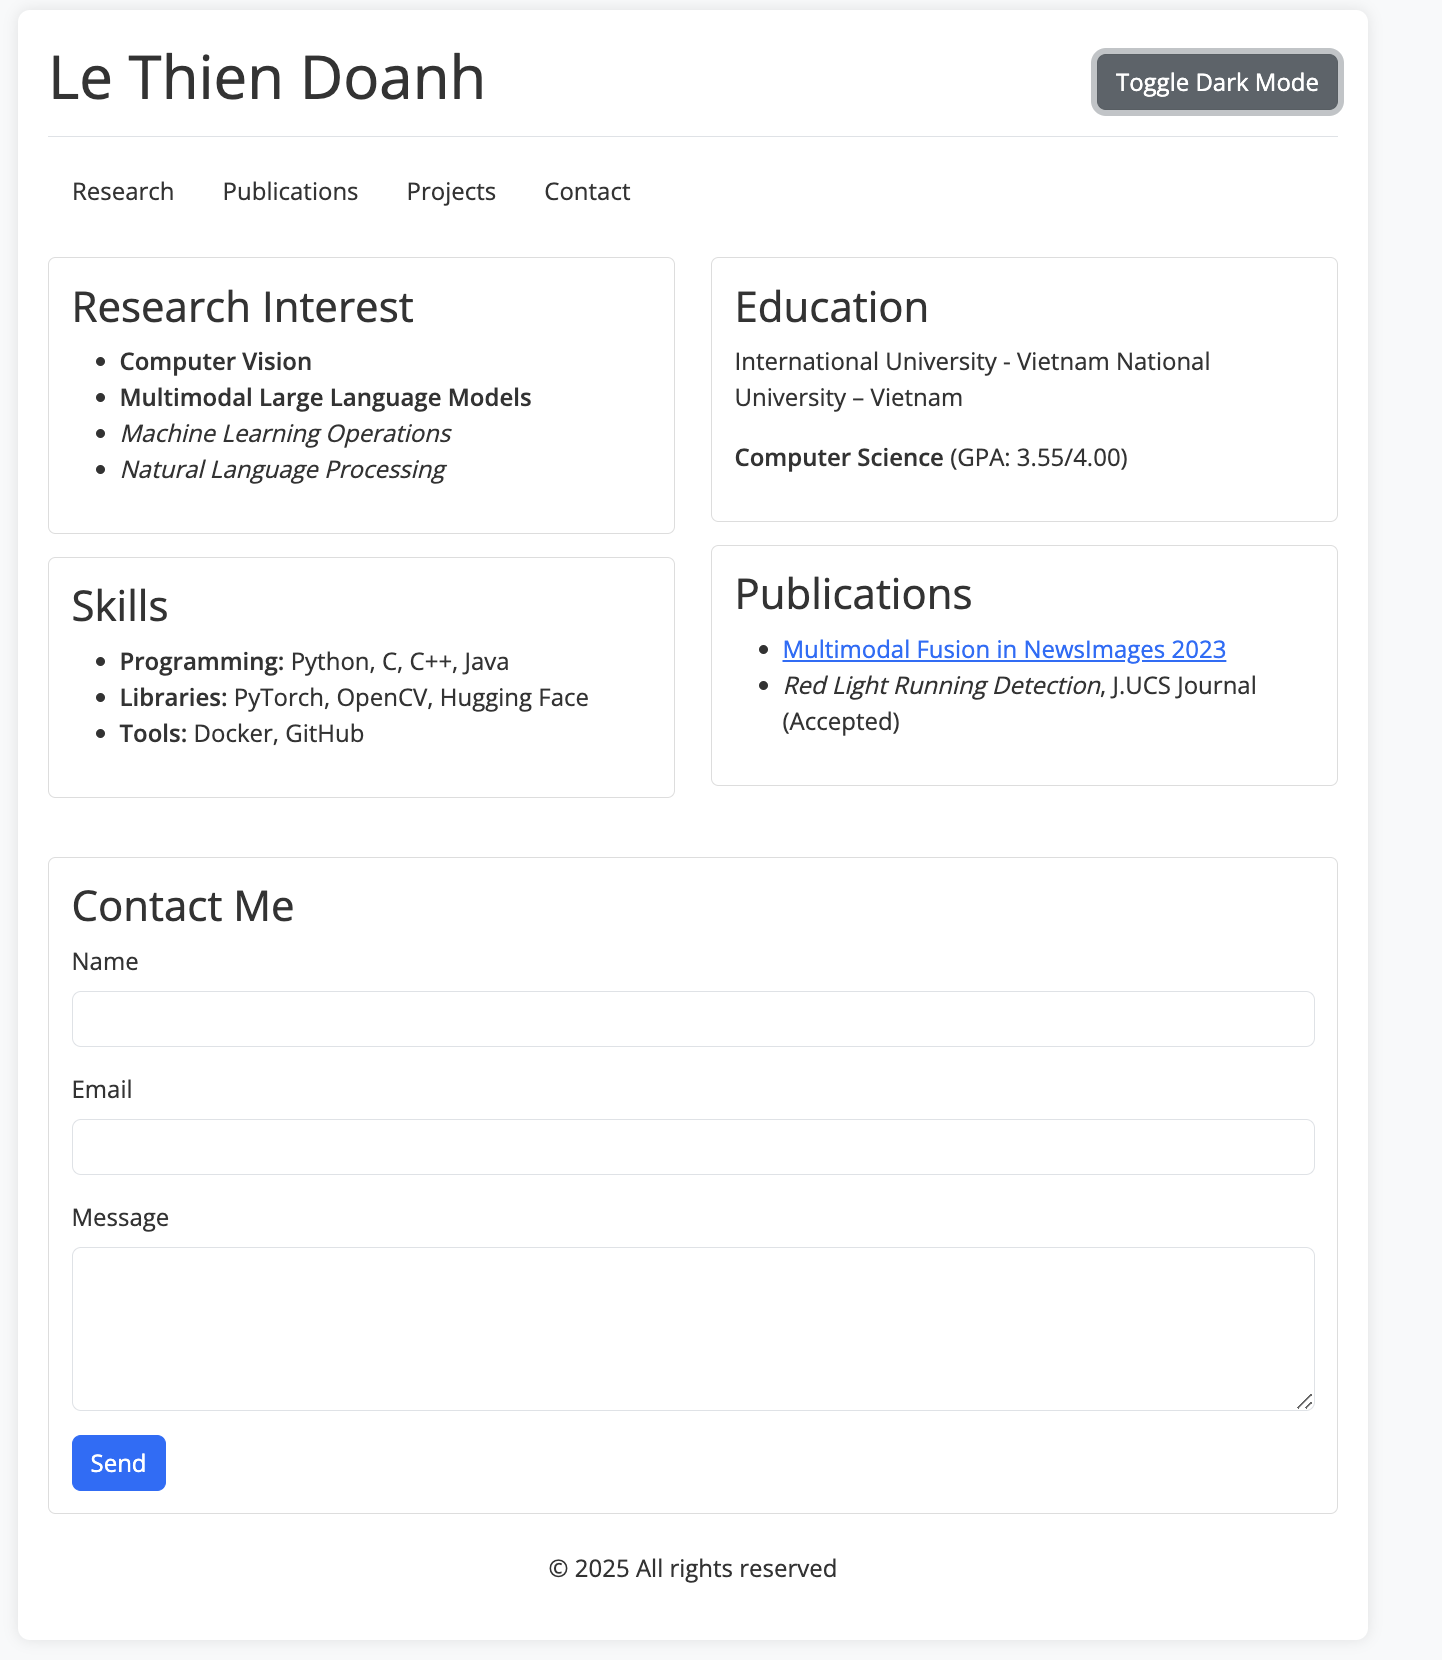 Le Thien Doanh
Toggle Dark Mode
Research
Publications
Projects
Contact
Research Interest
Computer Vision
Multimodal Large Language Models
Machine Learning Operations
Natural Language Processing
Education
International University - Vietnam National
University – Vietnam
Computer Science (GPA: 3.55/4.00)
Skills
Programming: Python, C, C++, Java
Libraries: PyTorch, OpenCV, Hugging Face
Tools: Docker, GitHub
Publications
Multimodal Fusion in NewsImages 2023
Red Light Running Detection, J.UCS Journal
(Accepted)
Contact Me
Name
Email
Message
Send
© 2025 All rights reserved